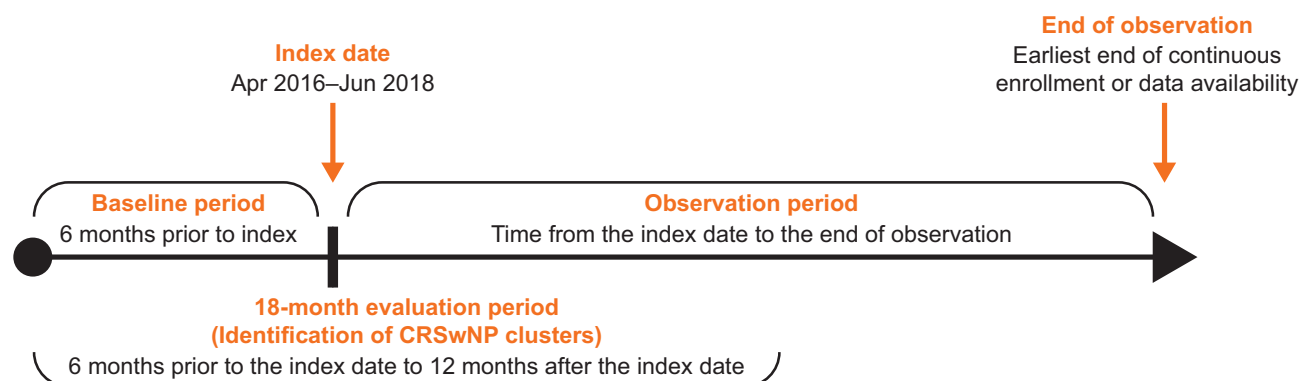 End of observation
Index date
Earliest end of continuous
Apr 2016–Jun 2018
enrollment or data availability
Baseline period
Observation period
6 months prior to index
Time from the index date to the end of observation
18-month evaluation period
(Identification of CRSwNP clusters)
6 months prior to the index date to 12 months after the index date